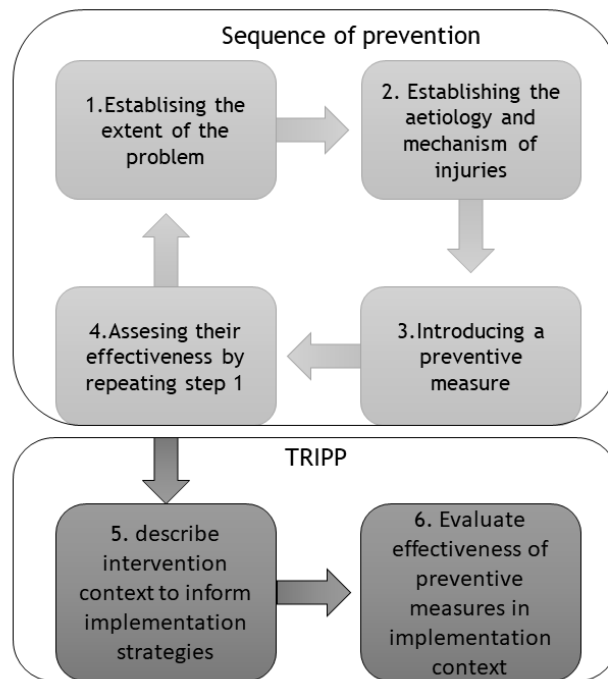 Sequence of prevention
1.Establising the
extent of the
problem
2. Establishing the
aetiology and
mechanism of
injuries
3.Introducing a
preventive
measure
4.Assesing their
effectiveness by
repeating step 1
TRIPP
5. describe
intervention
context to inform
implementation
strategies
6. Evaluate
effectiveness of
preventive
measures in
implementation
context